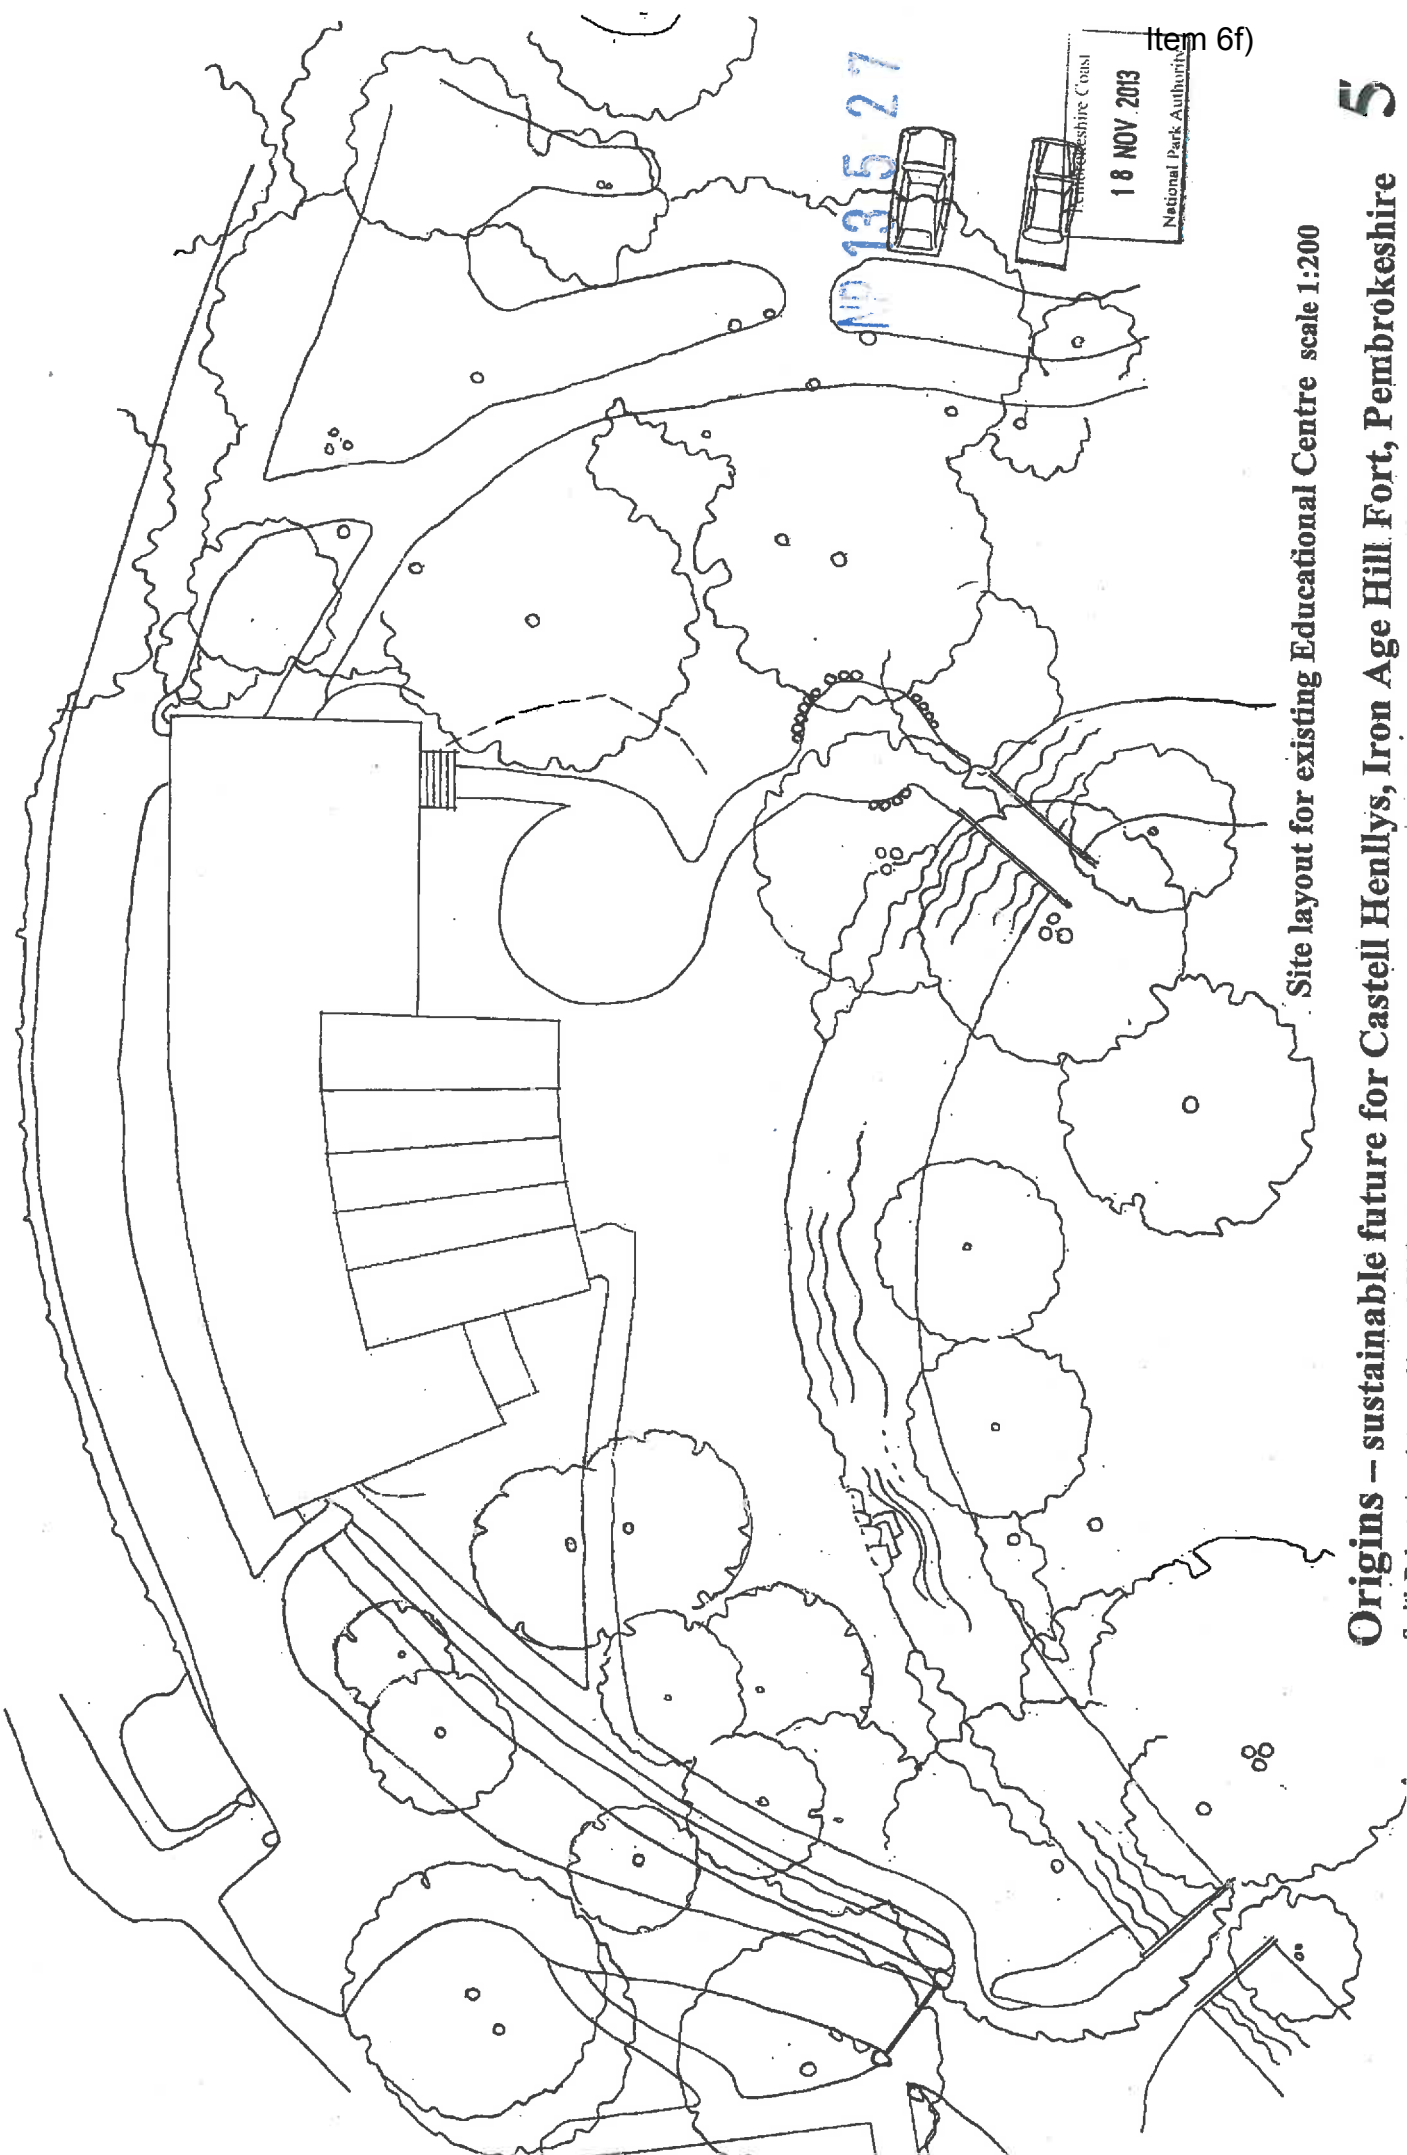 Item 6f)
NP 13 5 27
Pembrokeshire Coast
18 NOV 2013
National Park Authority
Site layout for existing Educational Centre scale 1:200
Origins – sustainable future for Castell Henllys, Iron Age Hill Fort, Pembrokeshire 5